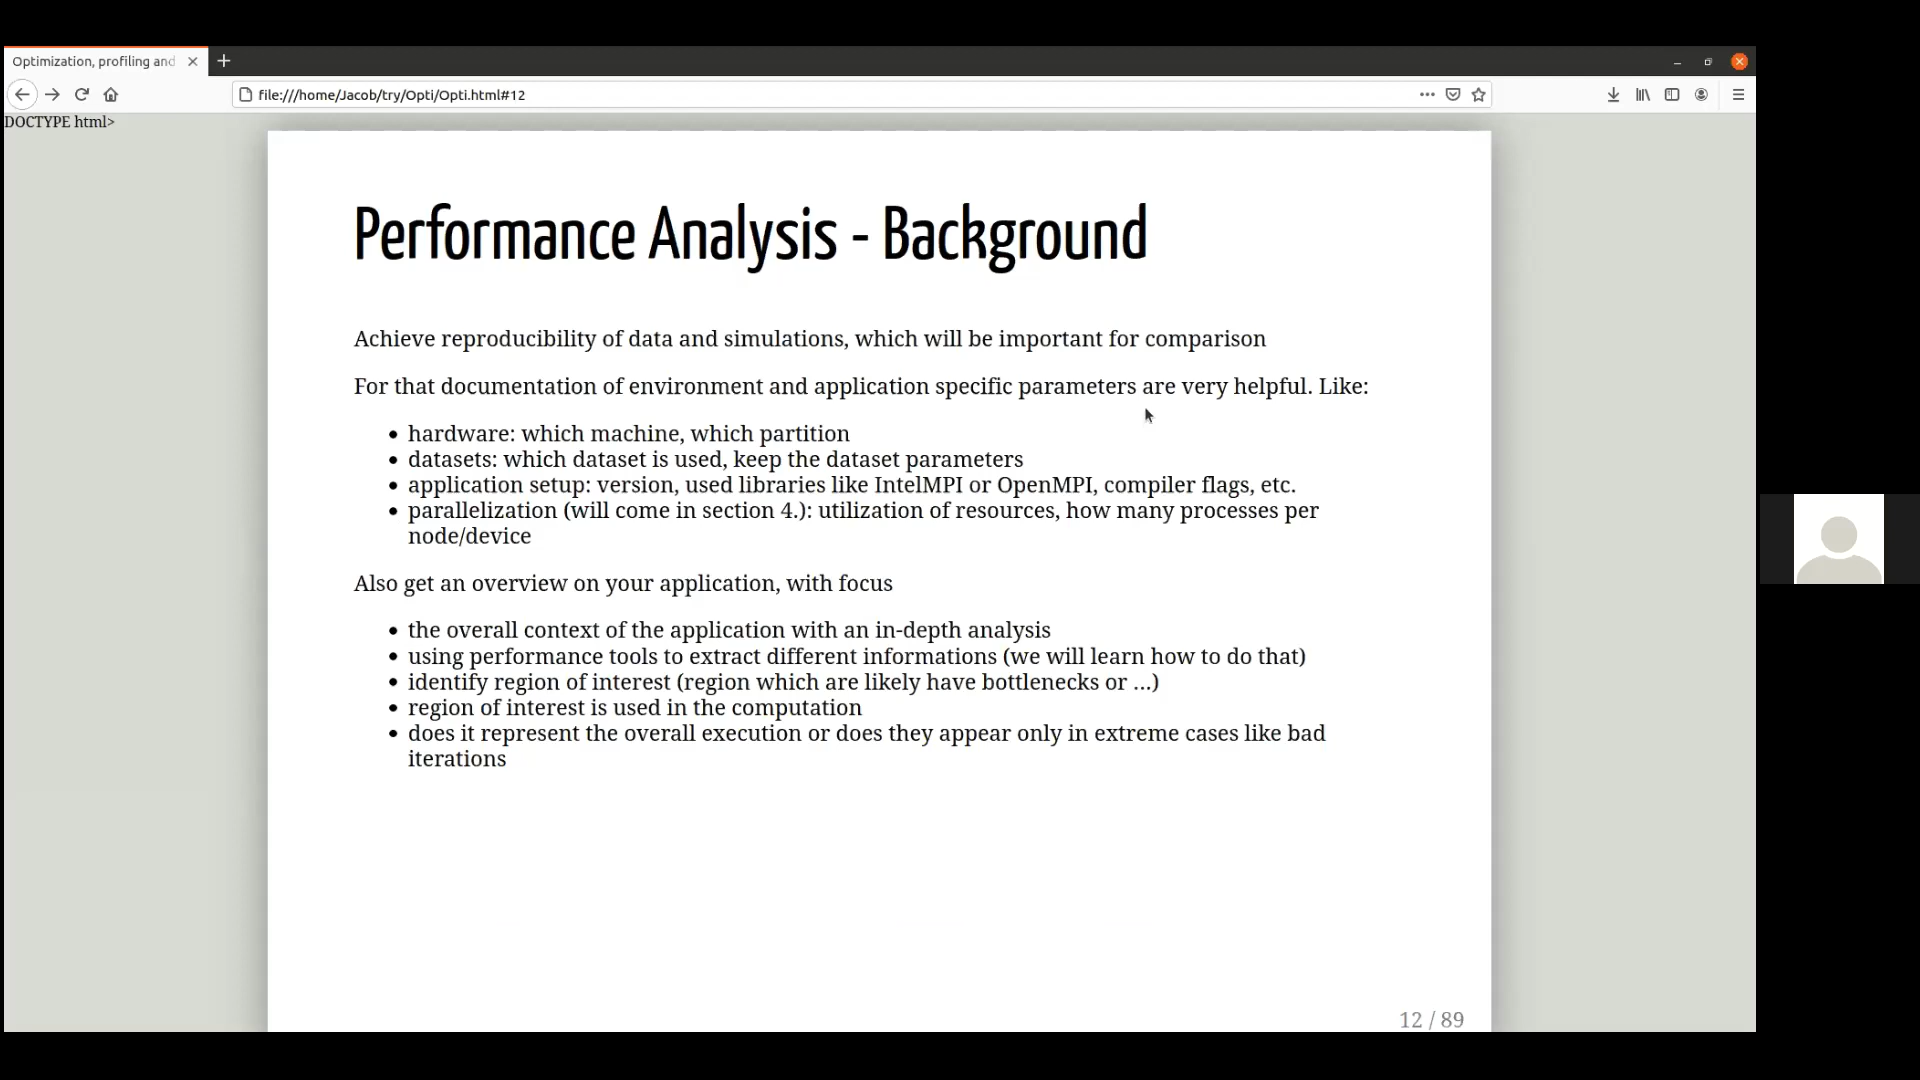 Optimization, profiling and
file:///home/Jacob/try/Opti/Opti.html#12
DOCTYPE html>
Performance Analysis - Background
Achieve reproducibility of data and simulations, which will be important for comparison
For that documentation of environment and application specific parameters are very helpful. Like:
• hardware: which machine, which partition
• datasets: which dataset is used, keep the dataset parameters
• application setup: version, used libraries like IntelMPI or OpenMPI, compiler flags, etc.
• parallelization (will come in section 4.): utilization of resources, how many processes per
node/device
Also get an overview on your application, with focus
• the overall context of the application with an in-depth analysis
• using performance tools to extract different informations (we will learn how to do that)
• identify region of interest (region which are likely have bottlenecks or ...)
• region of interest is used in the computation
• does it represent the overall execution or does they appear only in extreme cases like bad
iterations
12 / 89